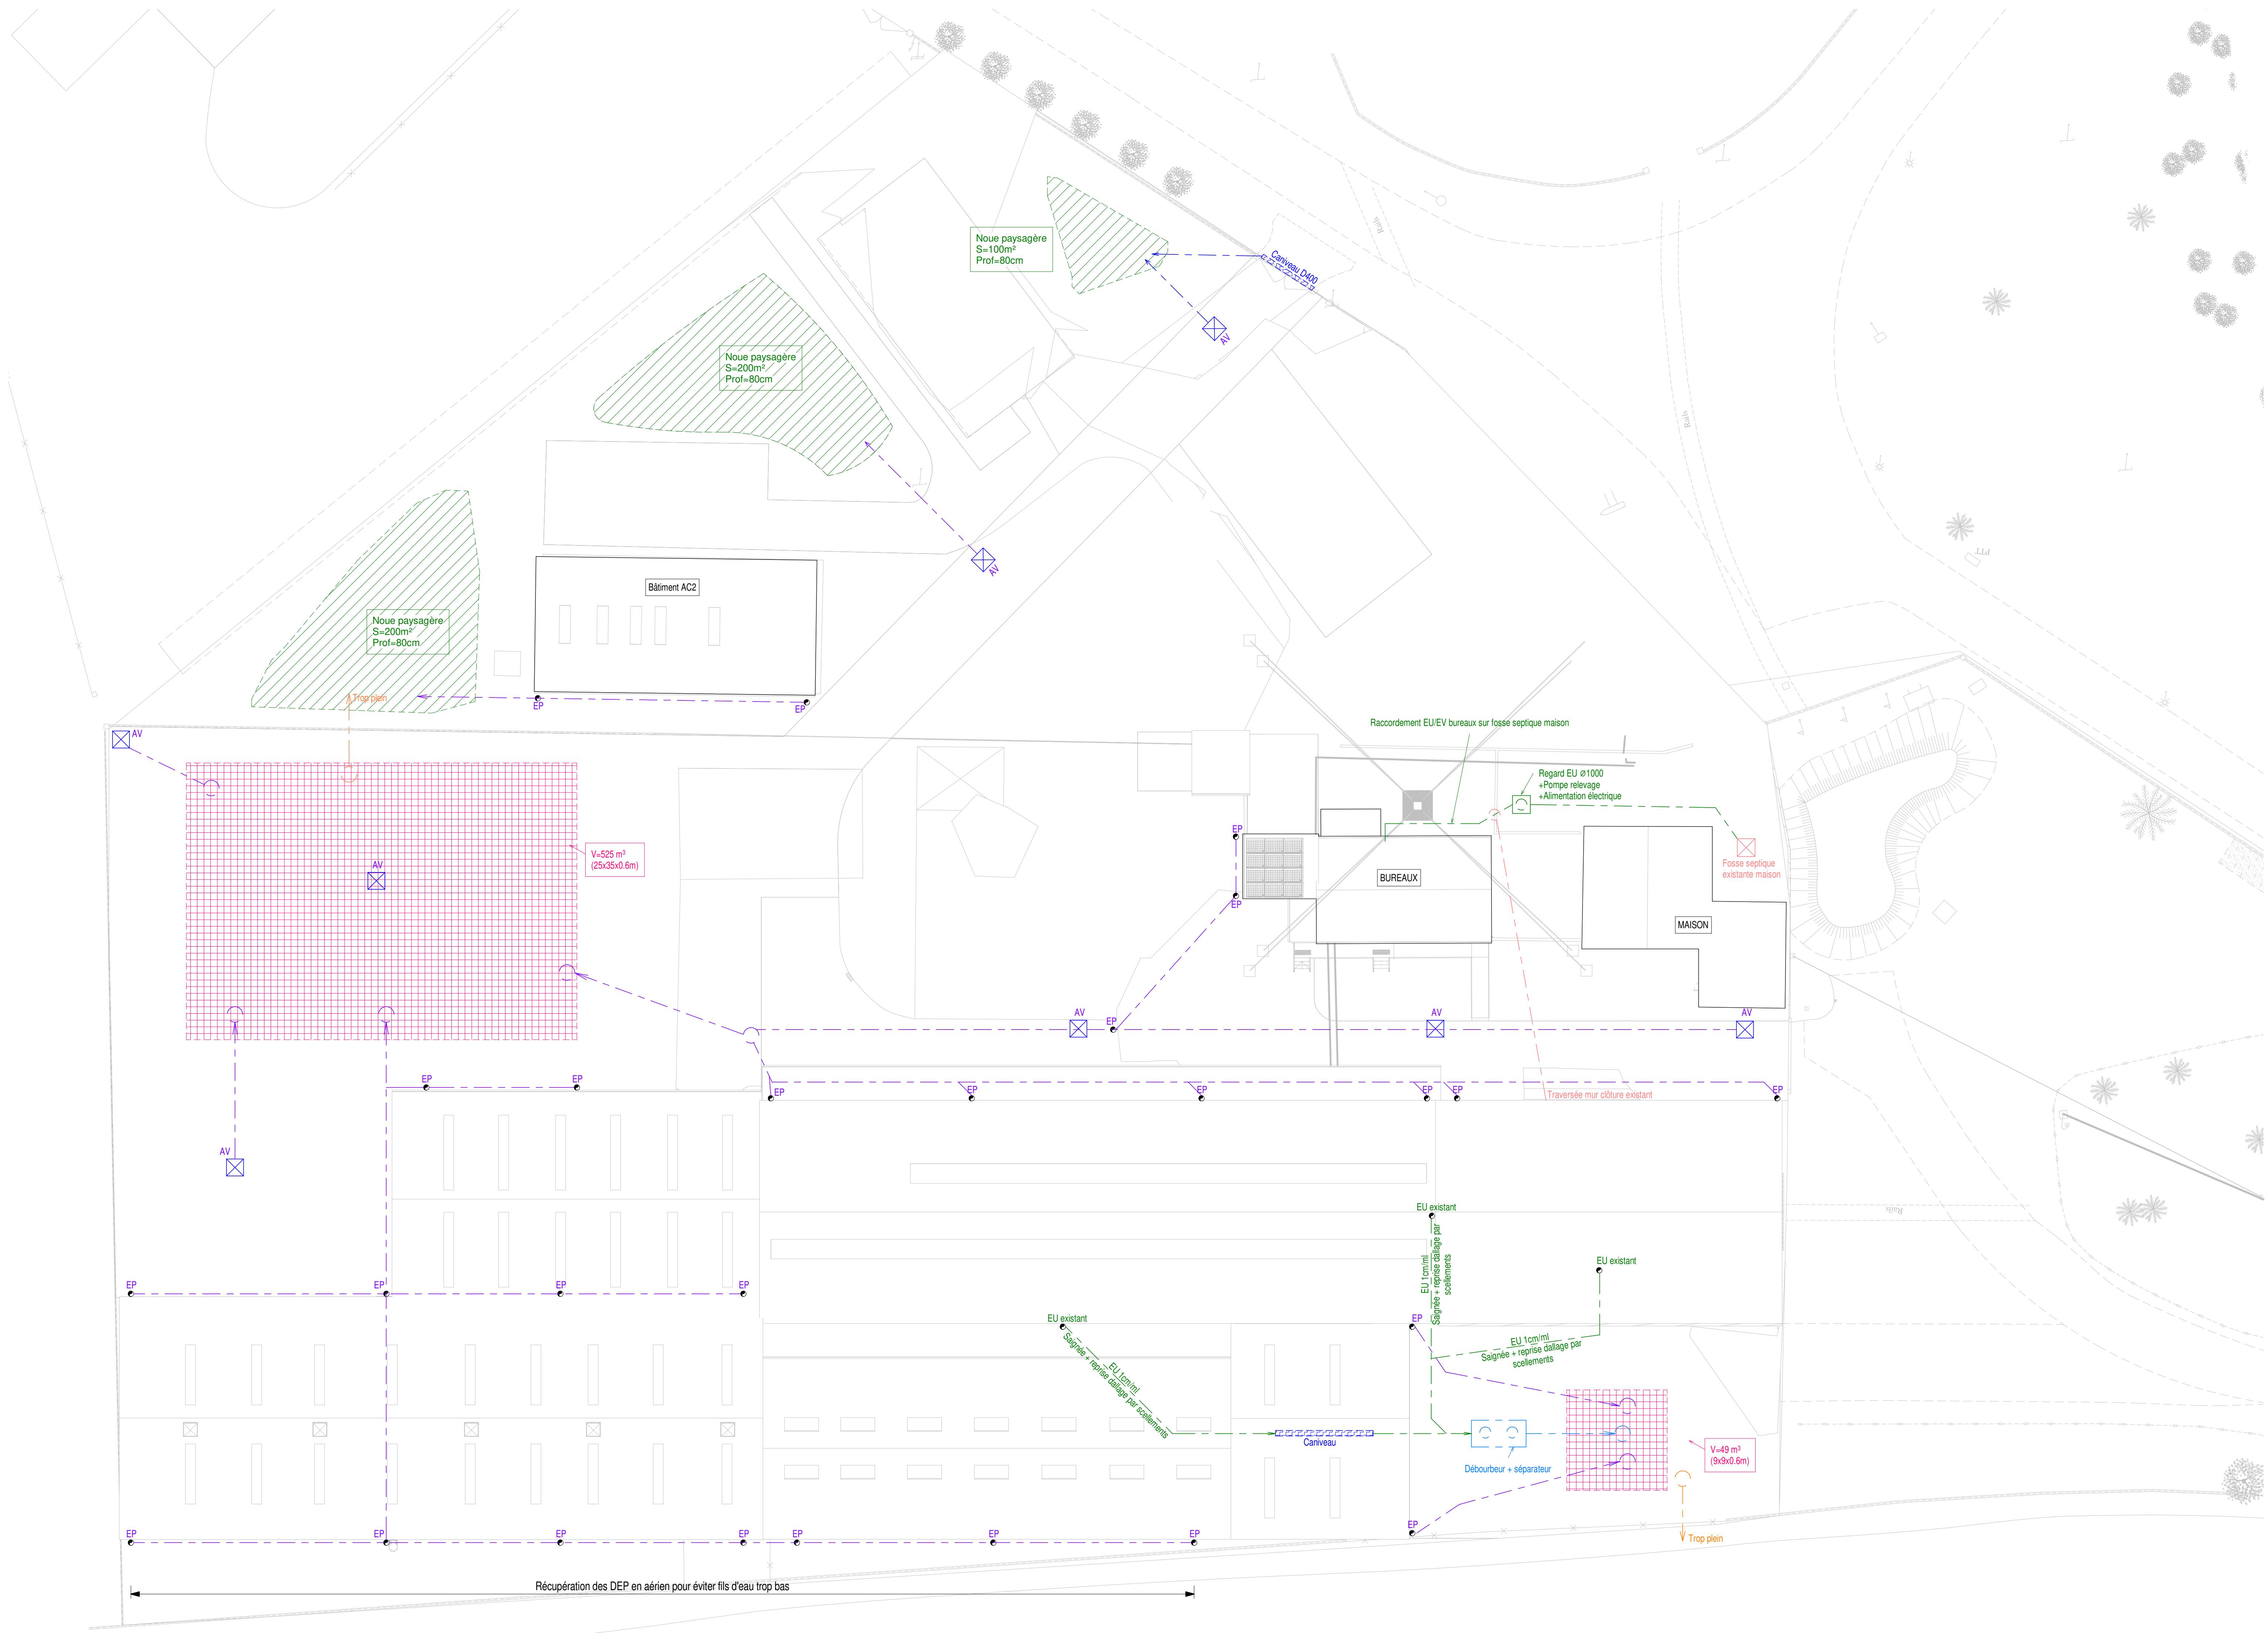 Noue paysagère
S=100m²
Prof=80cm
Caniveau D400
AV
Rails
Noue paysagère
S=200m²
Prof=80cm
Rails
AV
PTT
Bâtiment AC2
Noue paysagère
S=200m²
Prof=80cm
Trop plein
EP
EP
AV
Raccordement EU/EV bureaux sur fosse septique maison
Regard EU Ø1000
+Pompe relevage
+Alimentation électrique
EP
V=525 m³
(25x35x0.6m)
AV
Fosse septique
existante maison
BUREAUX
EP
MAISON
AV
EP
AV
AV
EP
EP
EP
EP
EP
EP
EP
EP
Traversée mur clôture existant
AV
EU existant
Rails
EU 1cm/ml
Saignée + reprise dallage par
scellements
EU existant
EP
EP
EP
EP
EU existant
EP
EU 1cm/ml
Saignée + reprise dallage par
scellements
EU 1cm/ml
Saignée + reprise dallage par scellements
Caniveau
Débourbeur + séparateur
V=49 m³
(9x9x0.6m)
EP
EP
EP
EP
EP
EP
EP
EP
Trop plein
Récupération des DEP en aérien pour éviter fils d'eau trop bas